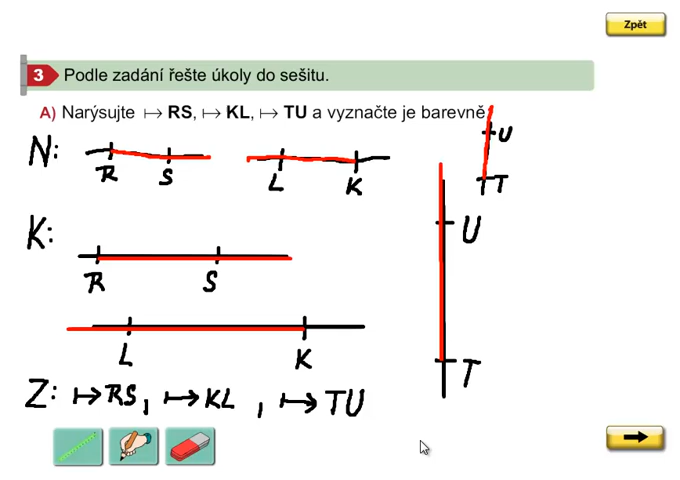 Zpět
3 Podle zadání řešte úkoly do sešitu.
A) Narýsujte ↦ RS, ↦ KL, ↦ TU a vyznačte je barevně.
N:
R S L K
U
T
K:
R S
U
L K
T
Z: ↦ RS, ↦ KL, ↦ TU